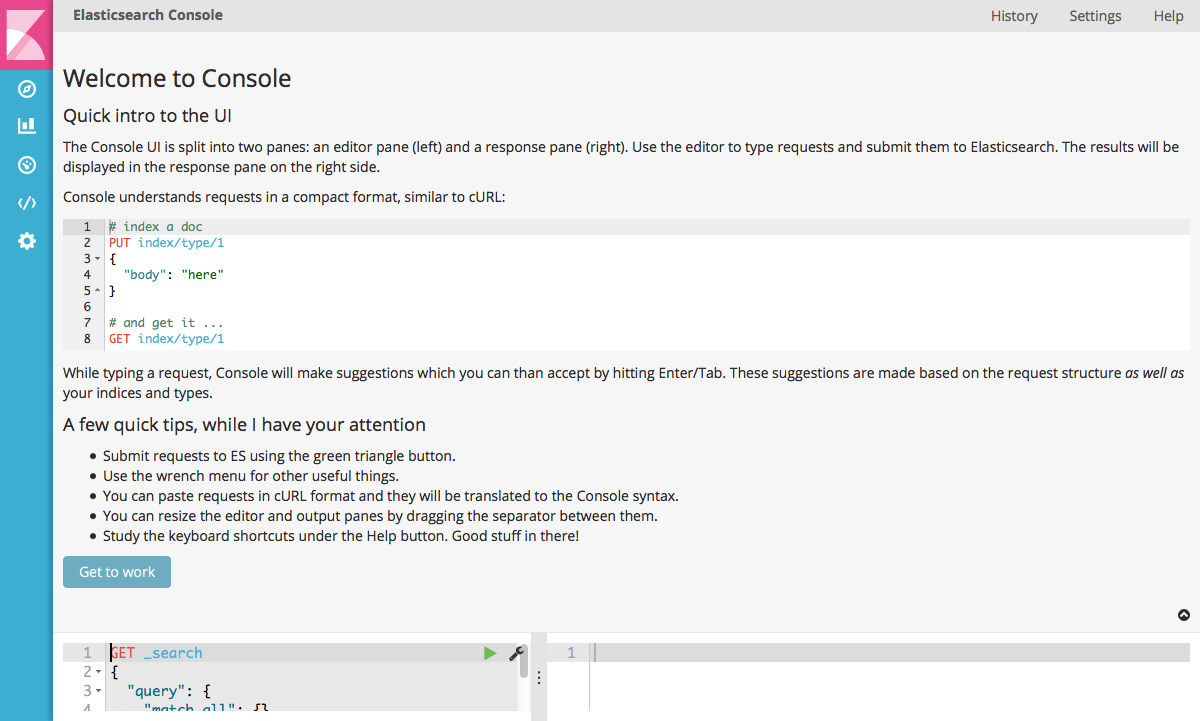 Elasticsearch Console
History Settings Help
Welcome to Console
Quick intro to the UI
The Console UI is split into two panes: an editor pane (left) and a response pane (right). Use the editor to type requests and submit them to Elasticsearch. The results will be
displayed in the response pane on the right side.
Console understands requests in a compact format, similar to cURL:
1 # index a doc
2 PUT index/type/1
3 {
4 "body": "here"
5 }
6
7 # and get it ...
8 GET index/type/1
While typing a request, Console will make suggestions which you can than accept by hitting Enter/Tab. These suggestions are made based on the request structure as well as
your indices and types.
A few quick tips, while I have your attention
• Submit requests to ES using the green triangle button.
• Use the wrench menu for other useful things.
• You can paste requests in cURL format and they will be translated to the Console syntax.
• You can resize the editor and output panes by dragging the separator between them.
• Study the keyboard shortcuts under the Help button. Good stuff in there!
Get to work
1 GET _search
2 {
3 "query": {
4 "match_all": {}
1